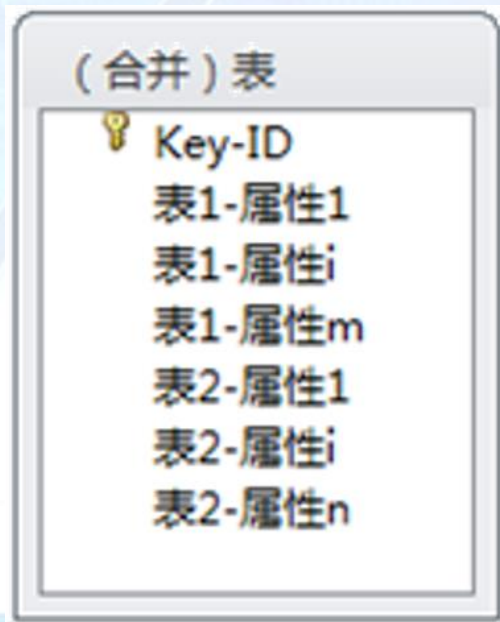 （合并）表
Key-ID
表1-属性1
表1-属性i
表1-属性m
表2-属性1
表2-属性i
表2-属性n